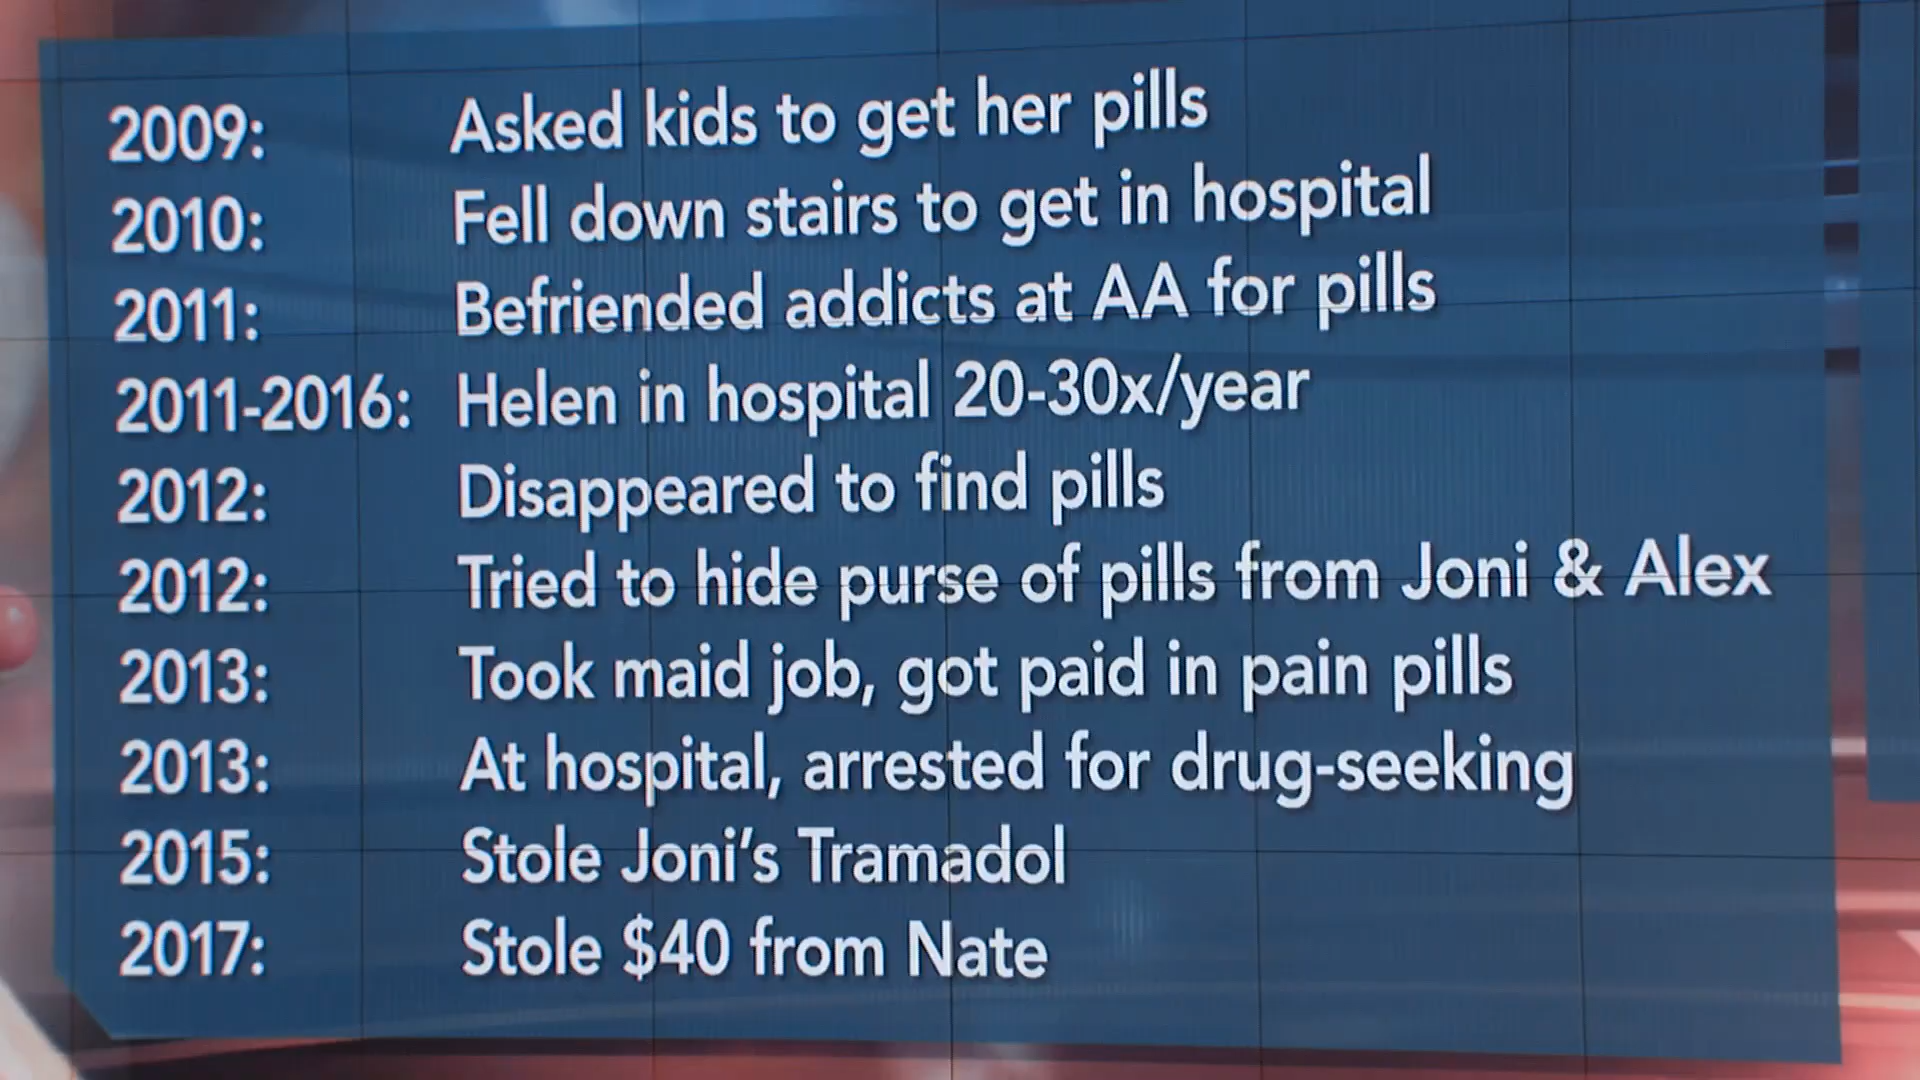 2009: Asked kids to get her pills
2010: Fell down stairs to get in hospital
2011: Befriended addicts at AA for pills
2011-2016: Helen in hospital 20-30x/year
2012: Disappeared to find pills
2012: Tried to hide purse of pills from Joni & Alex
2013: Took maid job, got paid in pain pills
2013: At hospital, arrested for drug-seeking
2015: Stole Joni's Tramadol
2017: Stole $40 from Nate